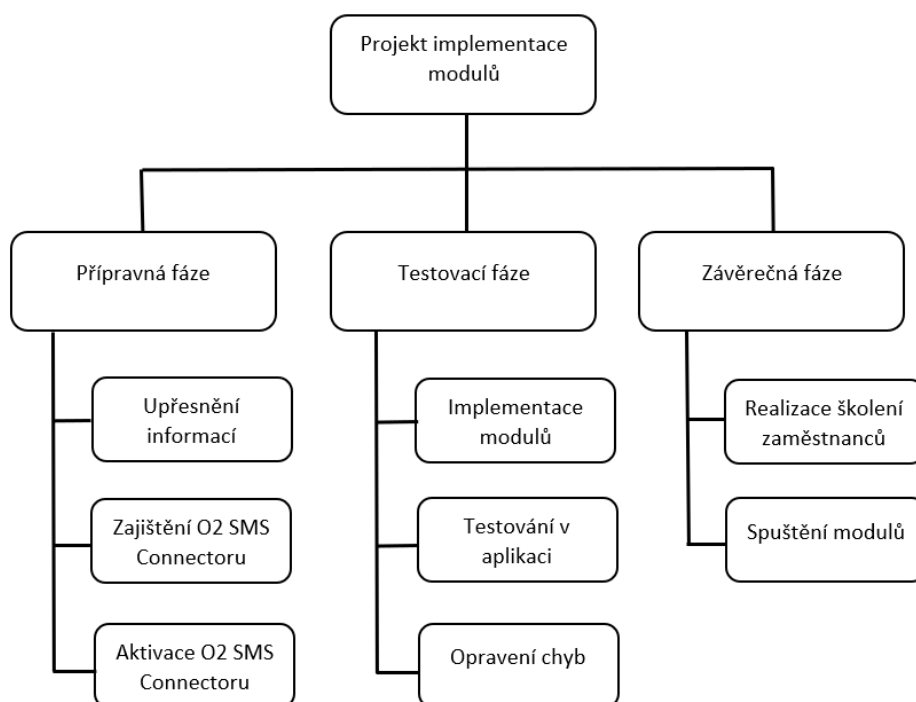 Projekt implementace
modulů
Přípravná fáze
Testovací fáze
Závěrečná fáze
Upřesnění
informací
Zajištění O2 SMS
Connectoru
Aktivace O2 SMS
Connectoru
Implementace
modulů
Testování v
aplikaci
Opravení chyb
Realizace školení
zaměstnanců
Spuštění modulů